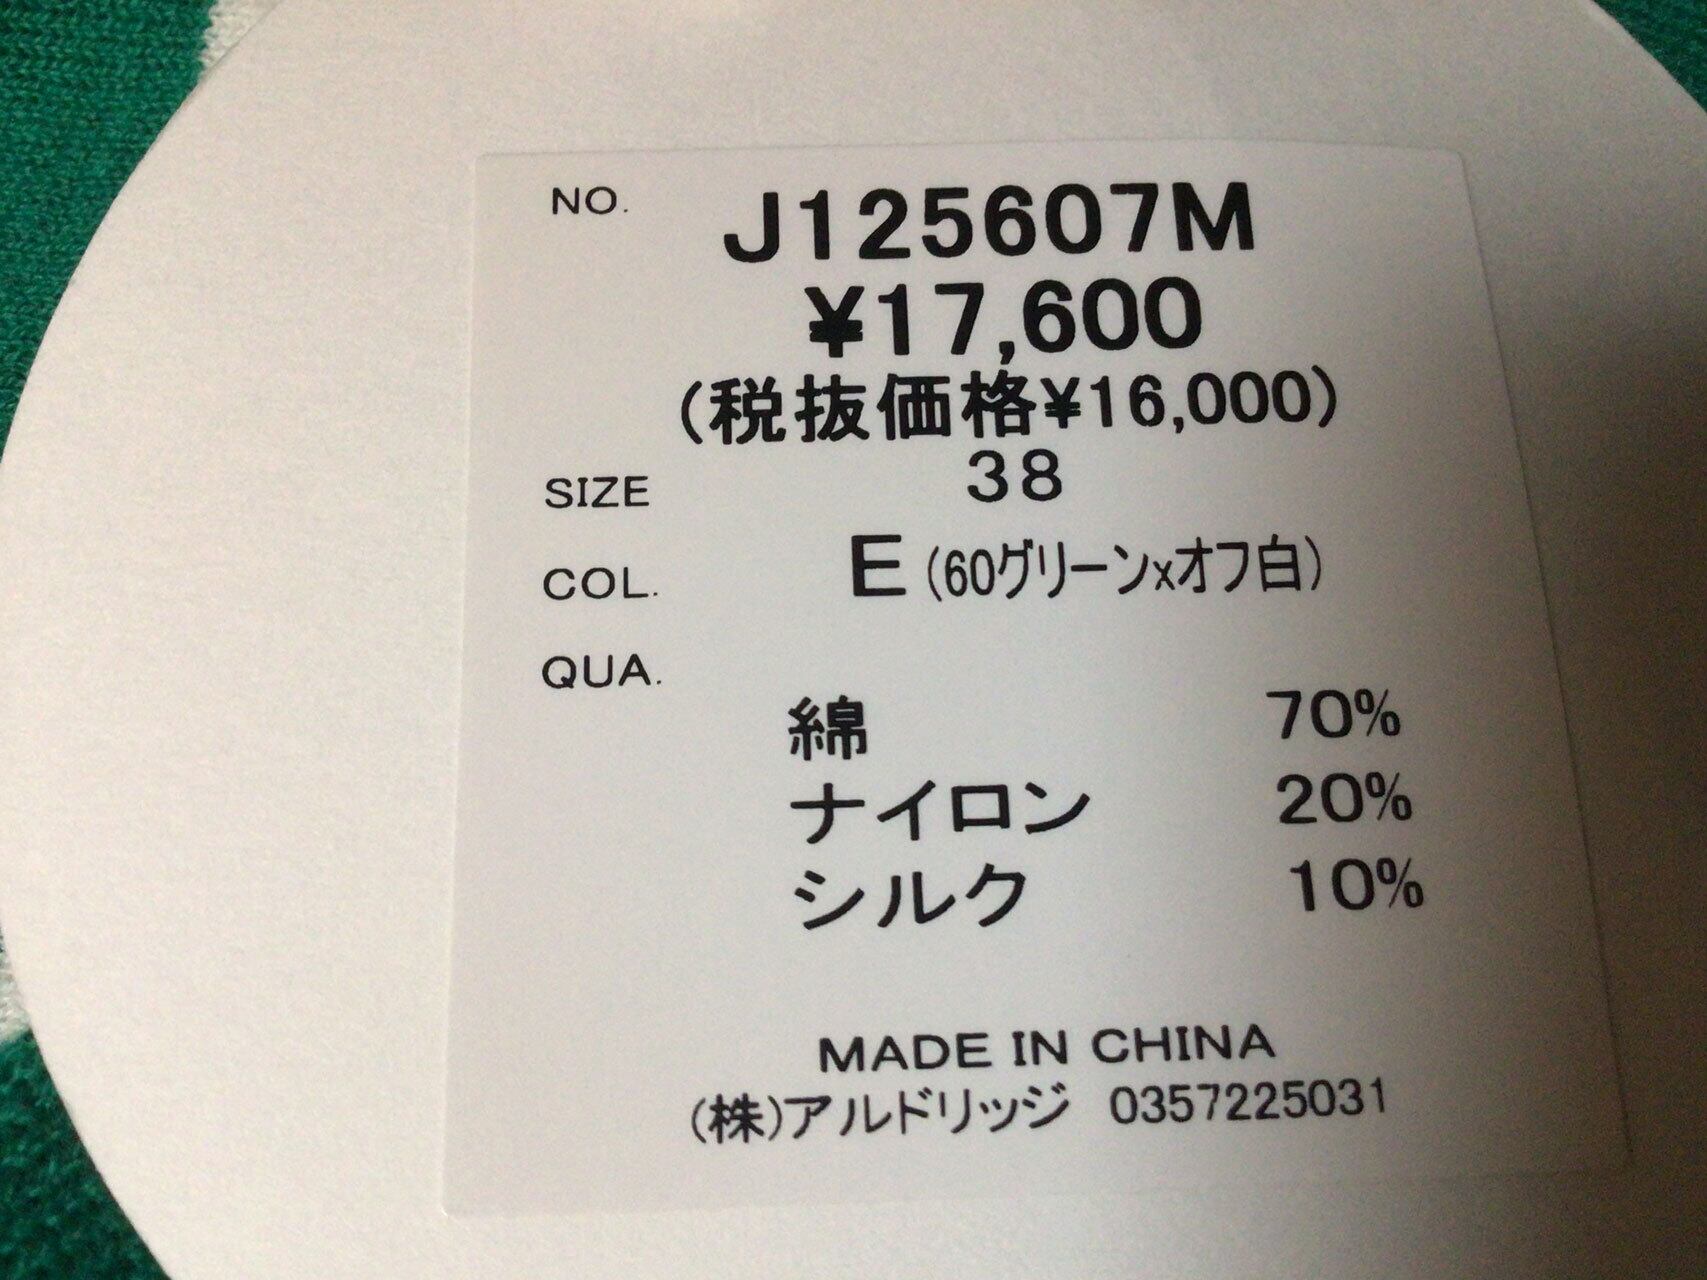 NO. J125607M
¥17,600
(税抜価格¥16,000)
SIZE 38
COL. E (60グリーンxオフ白)
QUA.
綿 70%
ナイロン 20%
シルク 10%
MADE IN CHINA
(株)アルドリッジ 0357225031